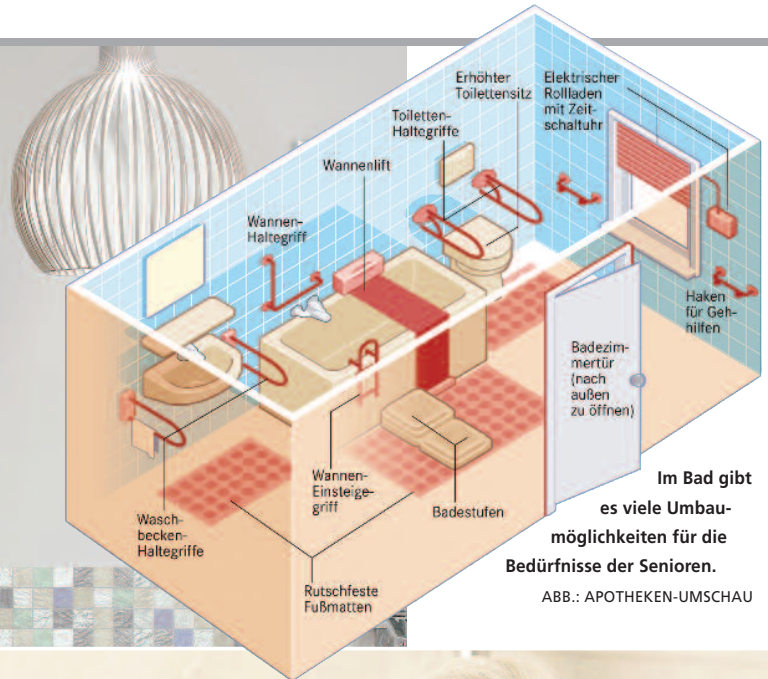 Erhöhter
Toilettensitz
Elektrischer
Rollladen
mit Zeit-
schaltuhr
Toiletten-
Haltegriffe
Wannenlift
Wannen-
Haltegriff
Haken
für Geh-
hilfen
Badezim-
mertür
(nach
außen
zu öffnen)
Wannen-
Einsteige-
griff
Badestufen
Wasch-
becken-
Haltegriffe
Rutschfeste
Fußmatten
Im Bad gibt
es viele Umbau-
möglichkeiten für die
Bedürfnisse der Senioren.
ABB.: APOTHEKEN-UMSCHAU